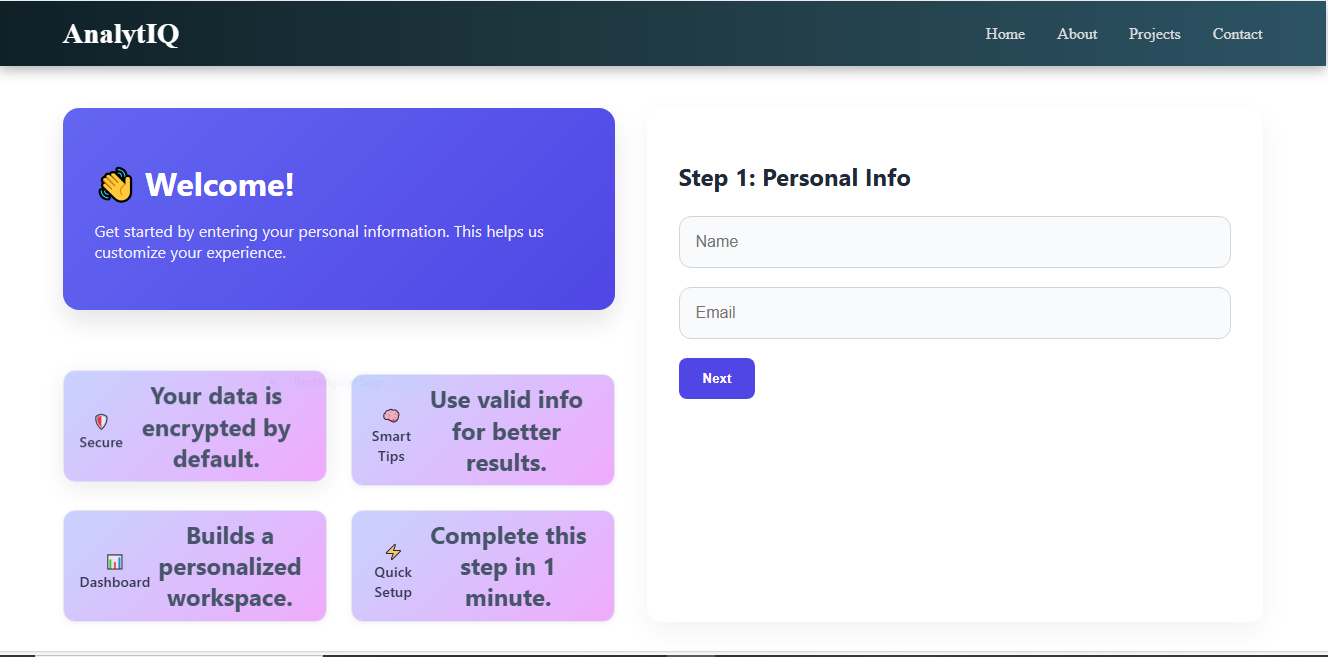 AnalytIQ
Home About Projects Contact
👋 Welcome!
Get started by entering your personal information. This helps us
customize your experience.
Step 1: Personal Info
Name
Email
Next
Secure
Your data is
encrypted by
default.
Smart
Tips
Use valid info
for better
results.
Dashboard
Builds a
personalized
workspace.
Quick
Setup
Complete this
step in 1
minute.